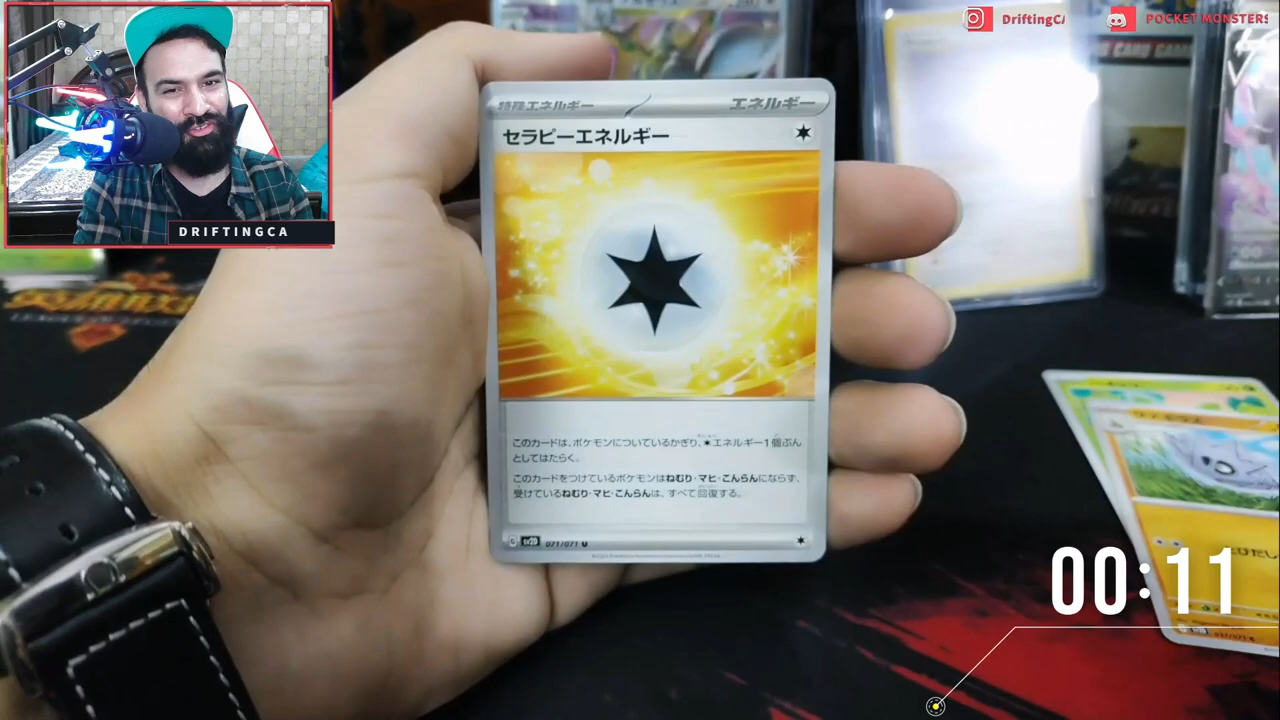 DriftingCA
POCKET MONSTERS
DRIFTINGCA
特殊エネルギー
エネルギー
セラピーエネルギー
このカードは、ポケモンについているかぎり、エネルギー1個ぶん
としてはたらく。
このカードをつけているポケモンはねむり・マヒ・こんらんにならず、
受けているねむり・マヒ・こんらんは、すべて回復する。
G SV2D 071/071 U
CARD GAME
00:11